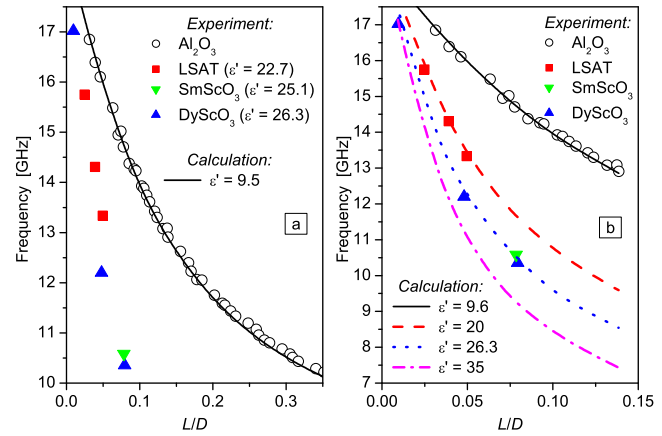 Experiment:
Al₂O₃
LSAT (ε' = 22.7)
SmScO₃ (ε' = 25.1)
DyScO₃ (ε' = 26.3)
Calculation:
ε' = 9.5
a
17
16
15
14
13
12
11
10
Frequency [GHz]
0.0
0.1
0.2
0.3
L/D
Experiment:
Al₂O₃
LSAT
SmScO₃
DyScO₃
b
Calculation:
ε' = 9.6
ε' = 20
ε' = 26.3
ε' = 35
17
16
15
14
13
12
11
10
9
8
7
Frequency [GHz]
0.00
0.05
0.10
0.15
L/D